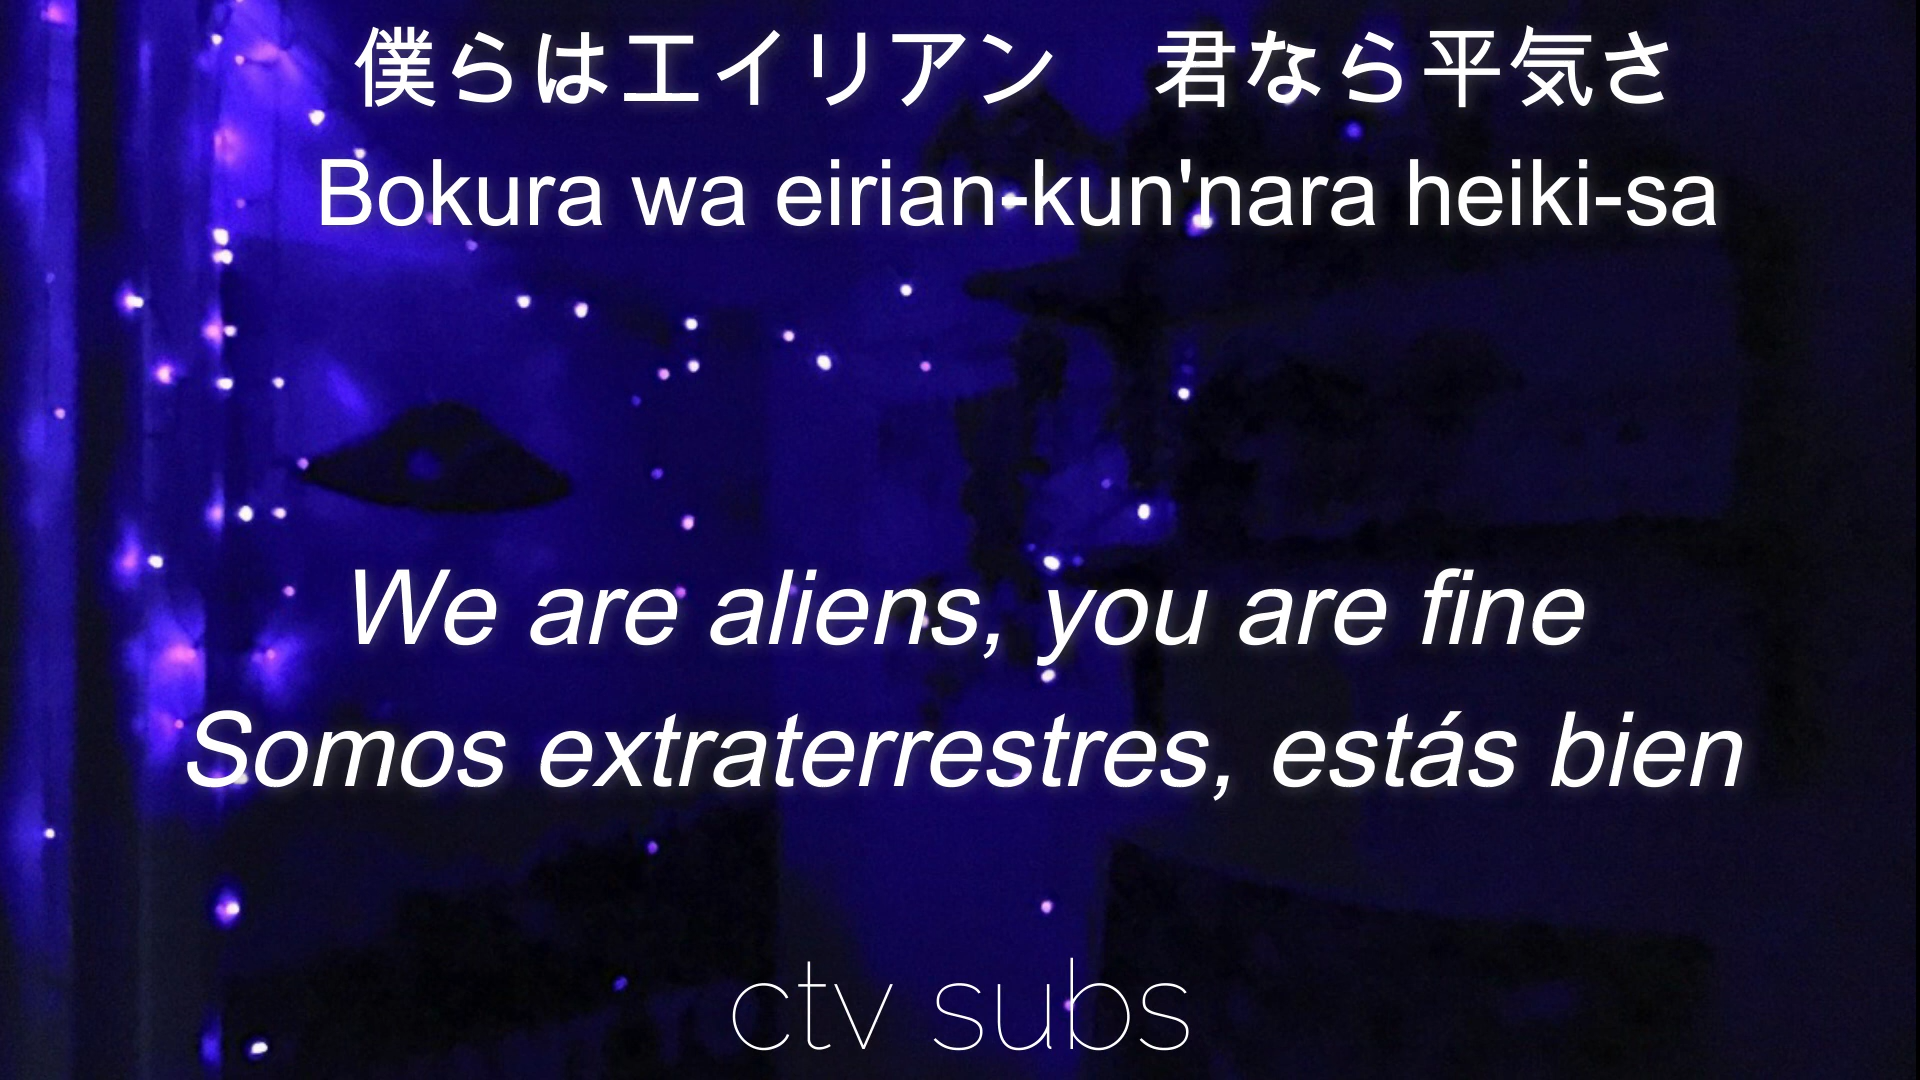 僕らはエイリアン　君なら平気さ
Bokura wa eirian-kun'nara heiki-sa
We are aliens, you are fine
Somos extraterrestres, estás bien
ctv subs